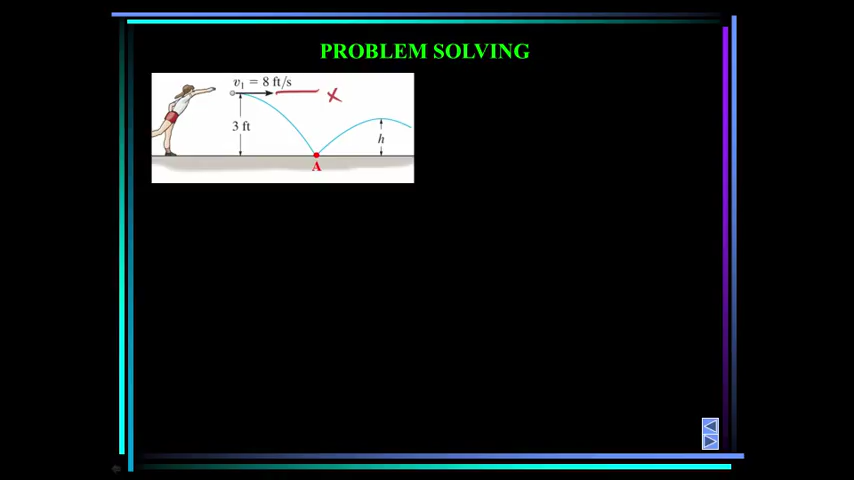 PROBLEM SOLVING
v₁ = 8 ft/s
x
3 ft
h
A